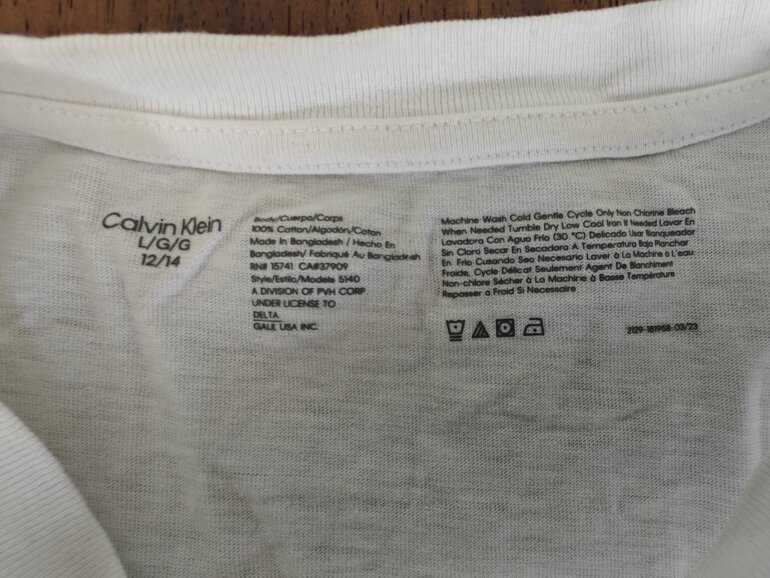 Calvin Klein
L/G/G
12/14
Body/Cuerpo/Corps
100% Cotton/Algodón/Coton
Made In Bangladesh / Hecho En
Bangladesh/ Fabriqué Au Bangladesh
RN# 15741 CA#37909
Style/Estilo/Modele 5140
A DIVISION OF PVH CORP.
UNDER LICENSE TO
DELTA
GALIL USA INC.
Machine Wash Cold Gentle Cycle Only Non Chlorine Bleach
When Needed Tumble Dry Low Cool Iron If Needed Lavar En
Lavadora Con Agua Fría (30 °C) Delicado Usar Blanqueador
Sin Cloro Secar En Secadora A Temperatura Baja Planchar
En Frío Cuando Sea Necesario Laver à La Machine à L'eau
Froide, Cycle Délicat Seulement Agent De Blanchiment
Non-chlore Sécher à La Machine à Basse Température
Repasser a Froid Si Necessaire
2129-181958 03/23